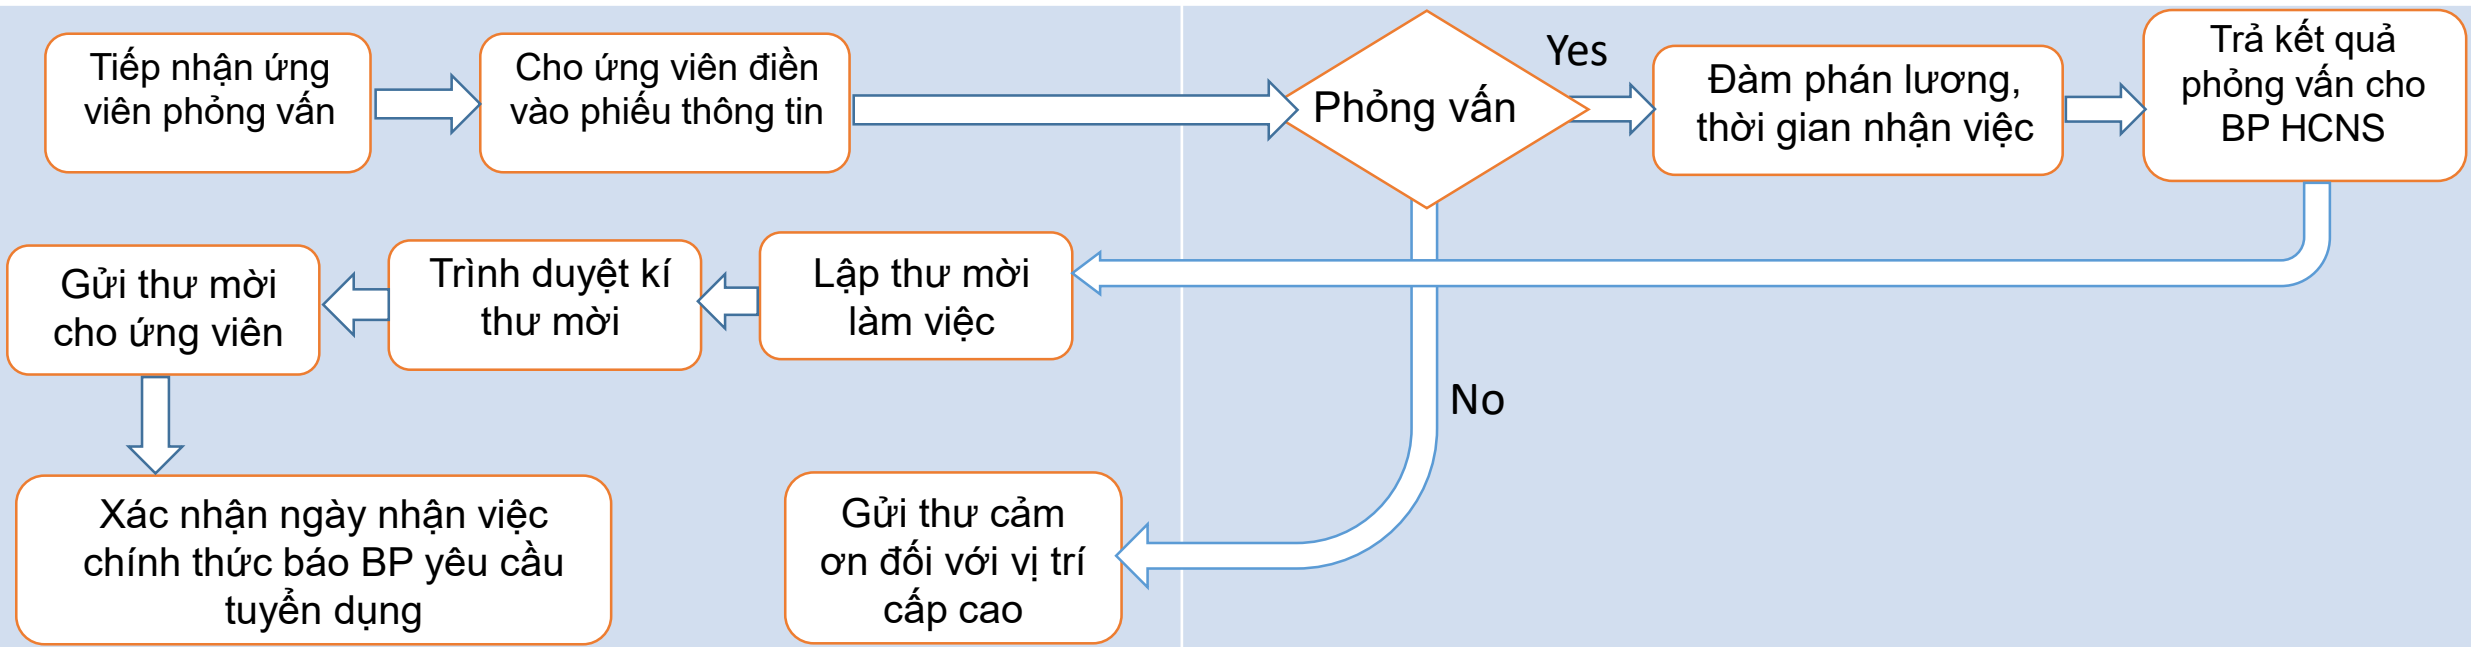 Tiếp nhận ứng
viên phỏng vấn
Cho ứng viên điền
vào phiếu thông tin
Phỏng vấn
Yes
Đàm phán lương,
thời gian nhận việc
Trả kết quả
phỏng vấn cho
BP HCNS
Gửi thư mời
cho ứng viên
Trình duyệt kí
thư mời
Lập thư mời
làm việc
No
Xác nhận ngày nhận việc
chính thức báo BP yêu cầu
tuyển dụng
Gửi thư cảm
ơn đối với vị trí
cấp cao